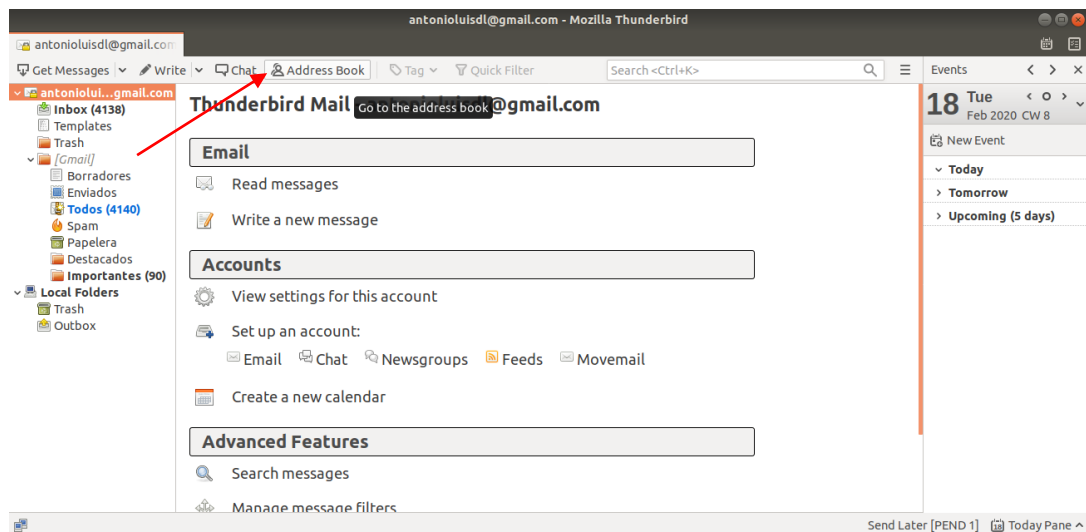 antonioluisdl@gmail.com - Mozilla Thunderbird
antonioluisdl@gmail.com
Get Messages Write Chat Address Book Tag Quick Filter Search <Ctrl+K> Events
antoniolui...gmail.com
Inbox (4138)
Templates
Trash
[Gmail]
Borradores
Enviados
Todos (4140)
Spam
Papelera
Destacados
Importantes (90)
Local Folders
Trash
Outbox
Thunderbird Mail - antonioluisdl@gmail.com
Go to the address book
Email
Read messages
Write a new message
Accounts
View settings for this account
Set up an account:
Email Chat Newsgroups Feeds Movemail
Create a new calendar
Advanced Features
Search messages
Manage message filters
18 Tue
Feb 2020 CW 8
New Event
Today
Tomorrow
Upcoming (5 days)
Send Later [PEND 1] Today Pane